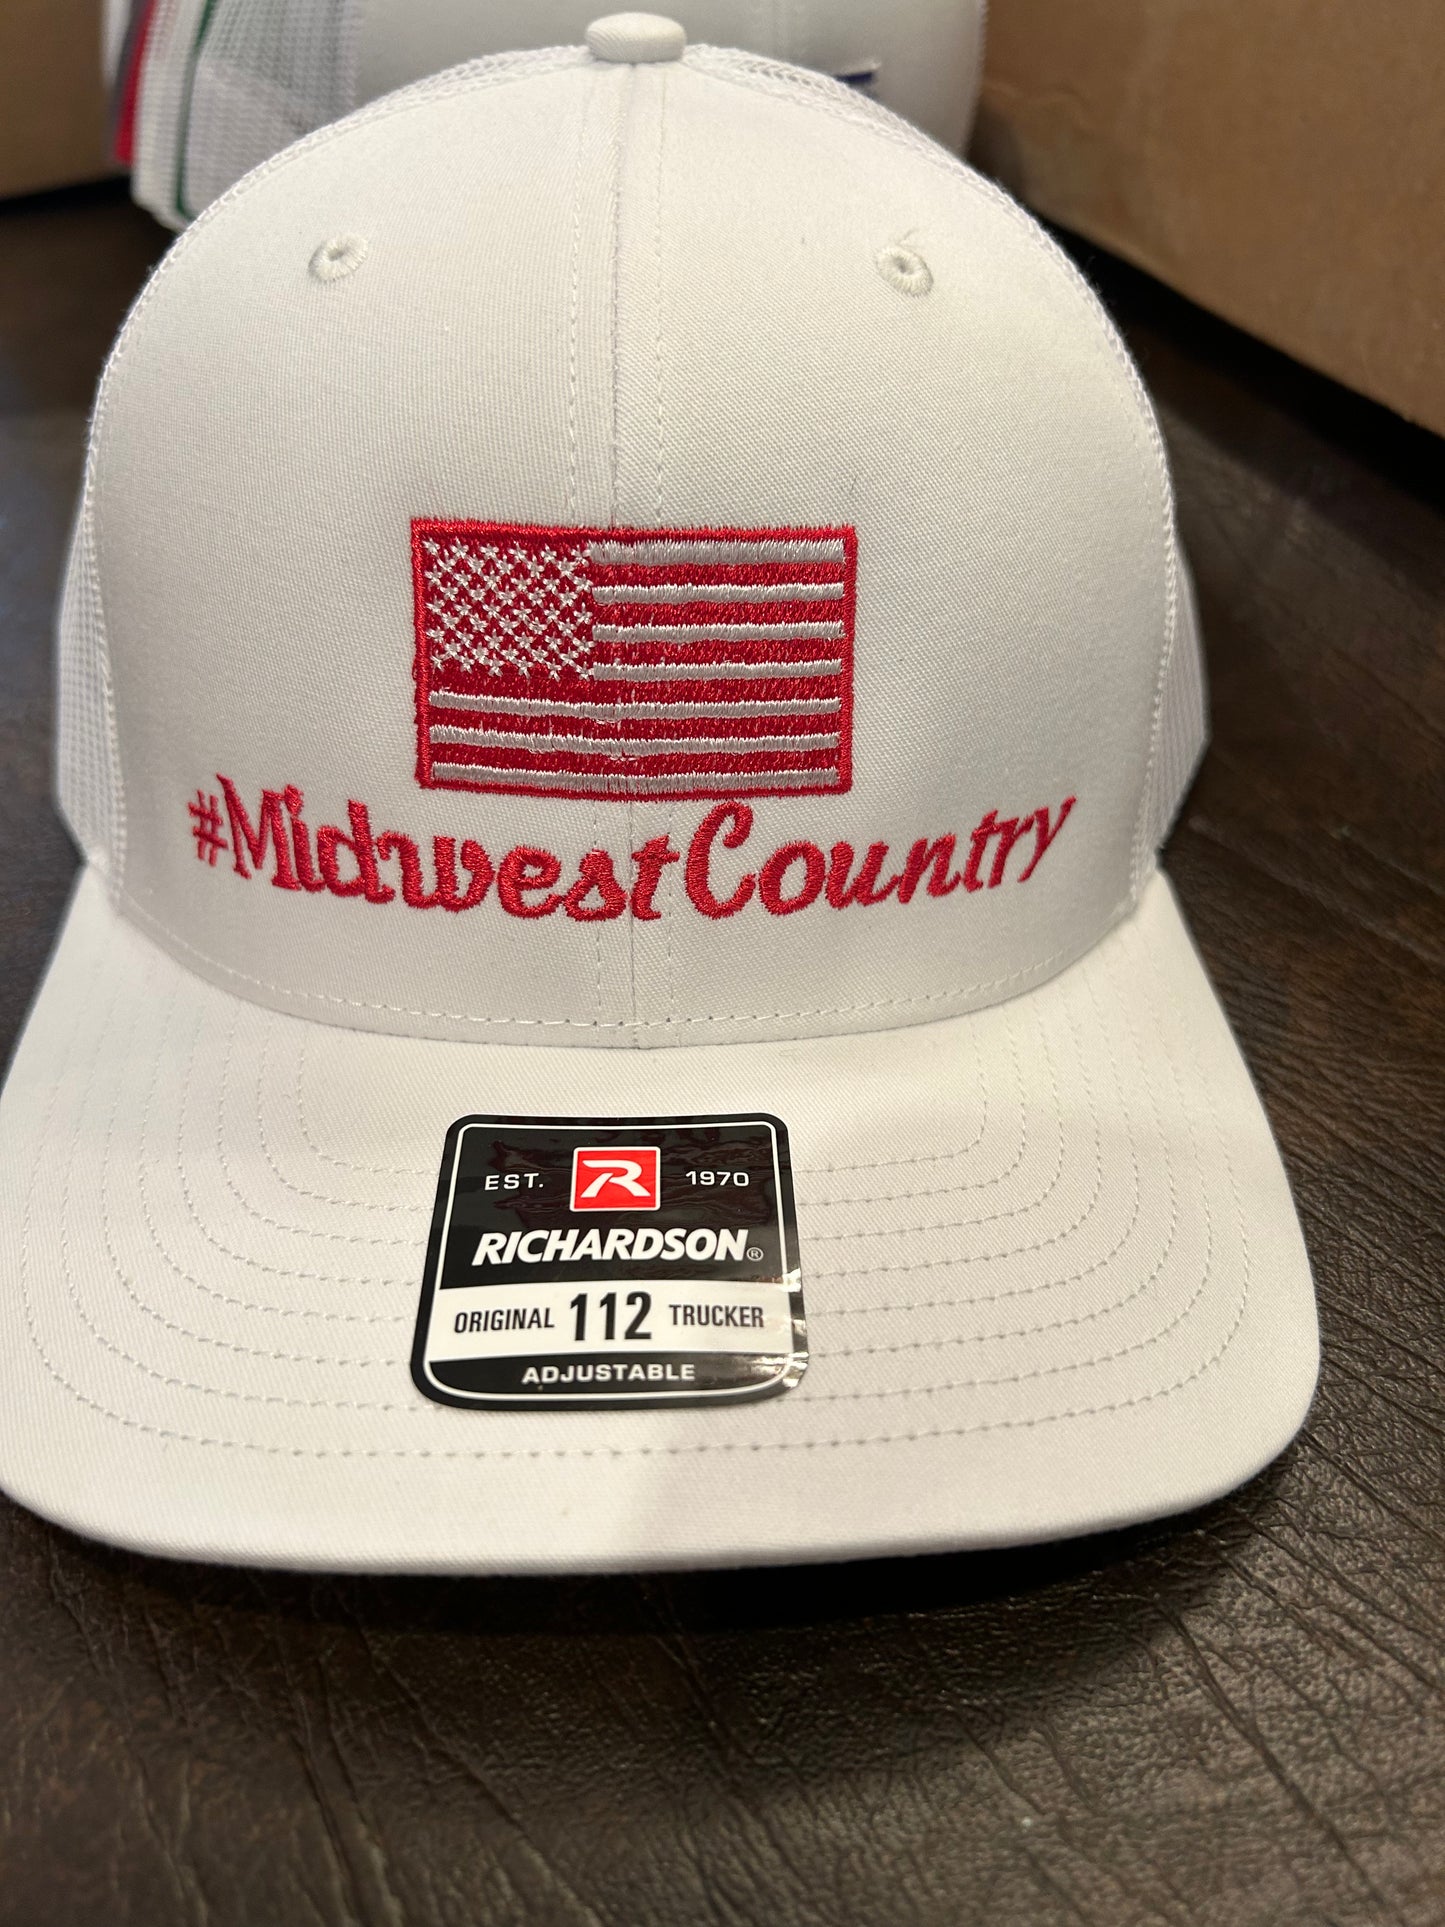 #MidwestCountry
EST. R 1970
RICHARDSON®
ORIGINAL 112 TRUCKER
ADJUSTABLE